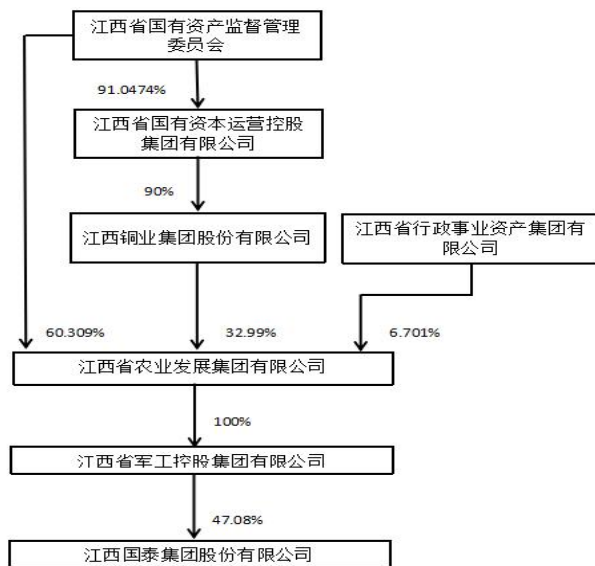 江西省国有资产监督管理
委员会
91.0474%
江西省国有资本运营控股
集团有限公司
90%
江西铜业集团股份有限公司
江西省行政事业资产集团有
限公司
60.309%
32.99%
6.701%
江西省农业发展集团有限公司
100%
江西省军工控股集团有限公司
47.08%
江西国泰集团股份有限公司